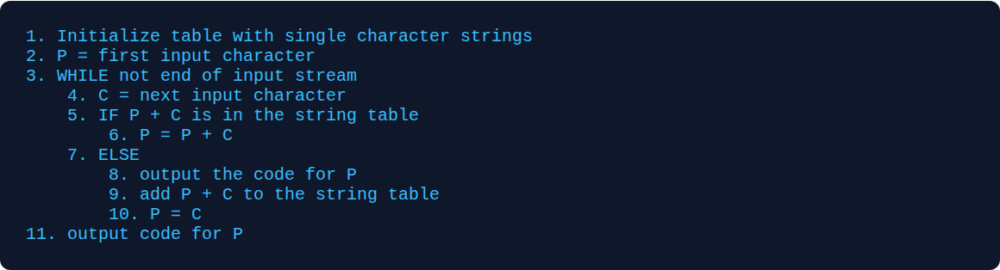 1. Initialize table with single character strings
2. P = first input character
3. WHILE not end of input stream
4. C = next input character
5. IF P + C is in the string table
6. P = P + C
7. ELSE
8. output the code for P
9. add P + C to the string table
10. P = C
11. output code for P